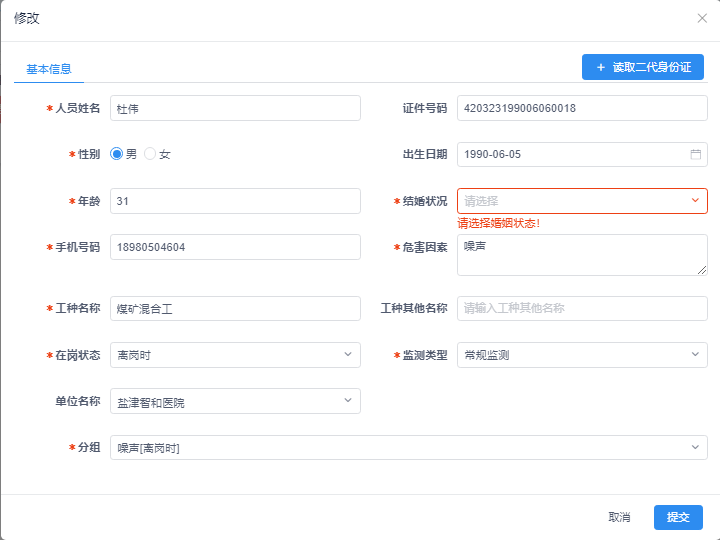 修改
基本信息
+ 读取二代身份证
* 人员姓名 杜伟
证件号码 420323199006060018
* 性别 男 女
出生日期 1990-06-05
* 年龄 31
* 结婚状况 请选择
请选择婚姻状态!
* 手机号码 18980504604
* 危害因素 噪声
* 工种名称 煤矿混合工
工种其他名称 请输入工种其他名称
* 在岗状态 离岗时
* 监测类型 常规监测
单位名称 盐津智和医院
* 分组 噪声[离岗时]
取消
提交